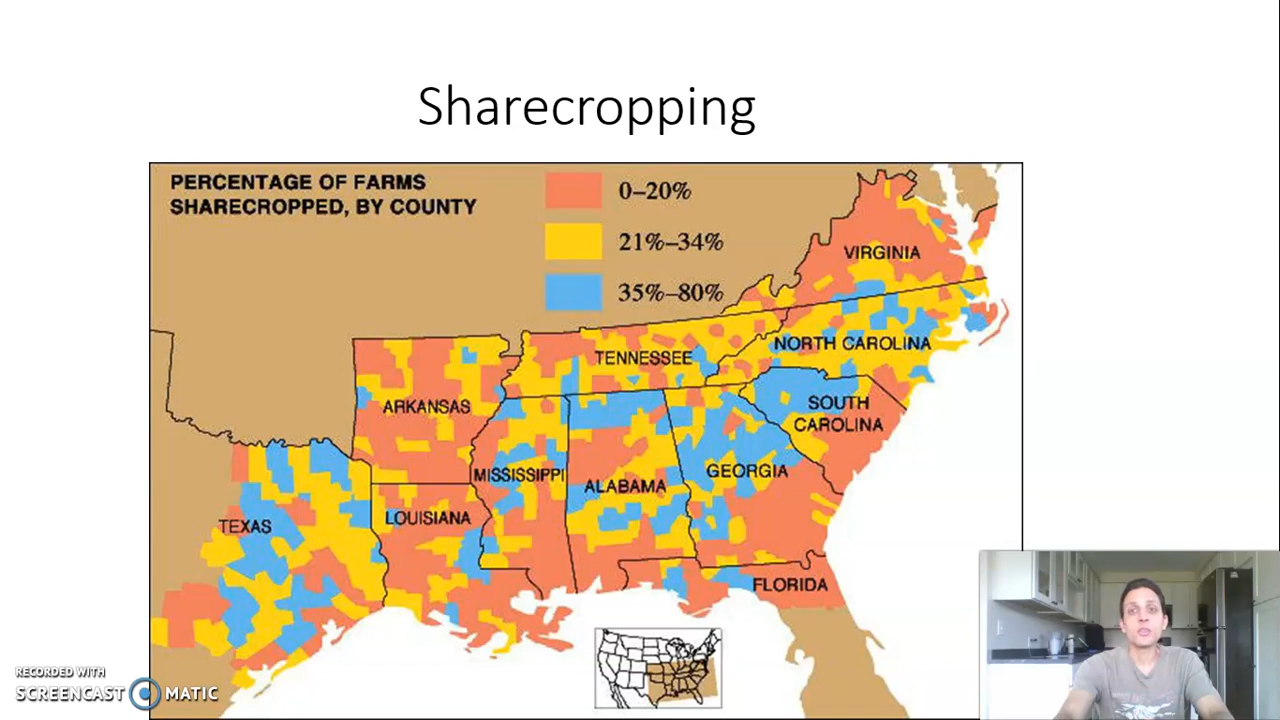 Sharecropping
PERCENTAGE OF FARMS
SHARECROPPED, BY COUNTY
0–20%
21%–34%
35%–80%
VIRGINIA
NORTH CAROLINA
TENNESSEE
ARKANSAS
SOUTH
CAROLINA
MISSISSIPPI
ALABAMA
GEORGIA
TEXAS
LOUISIANA
FLORIDA
RECORDED WITH
SCREENCAST MATIC